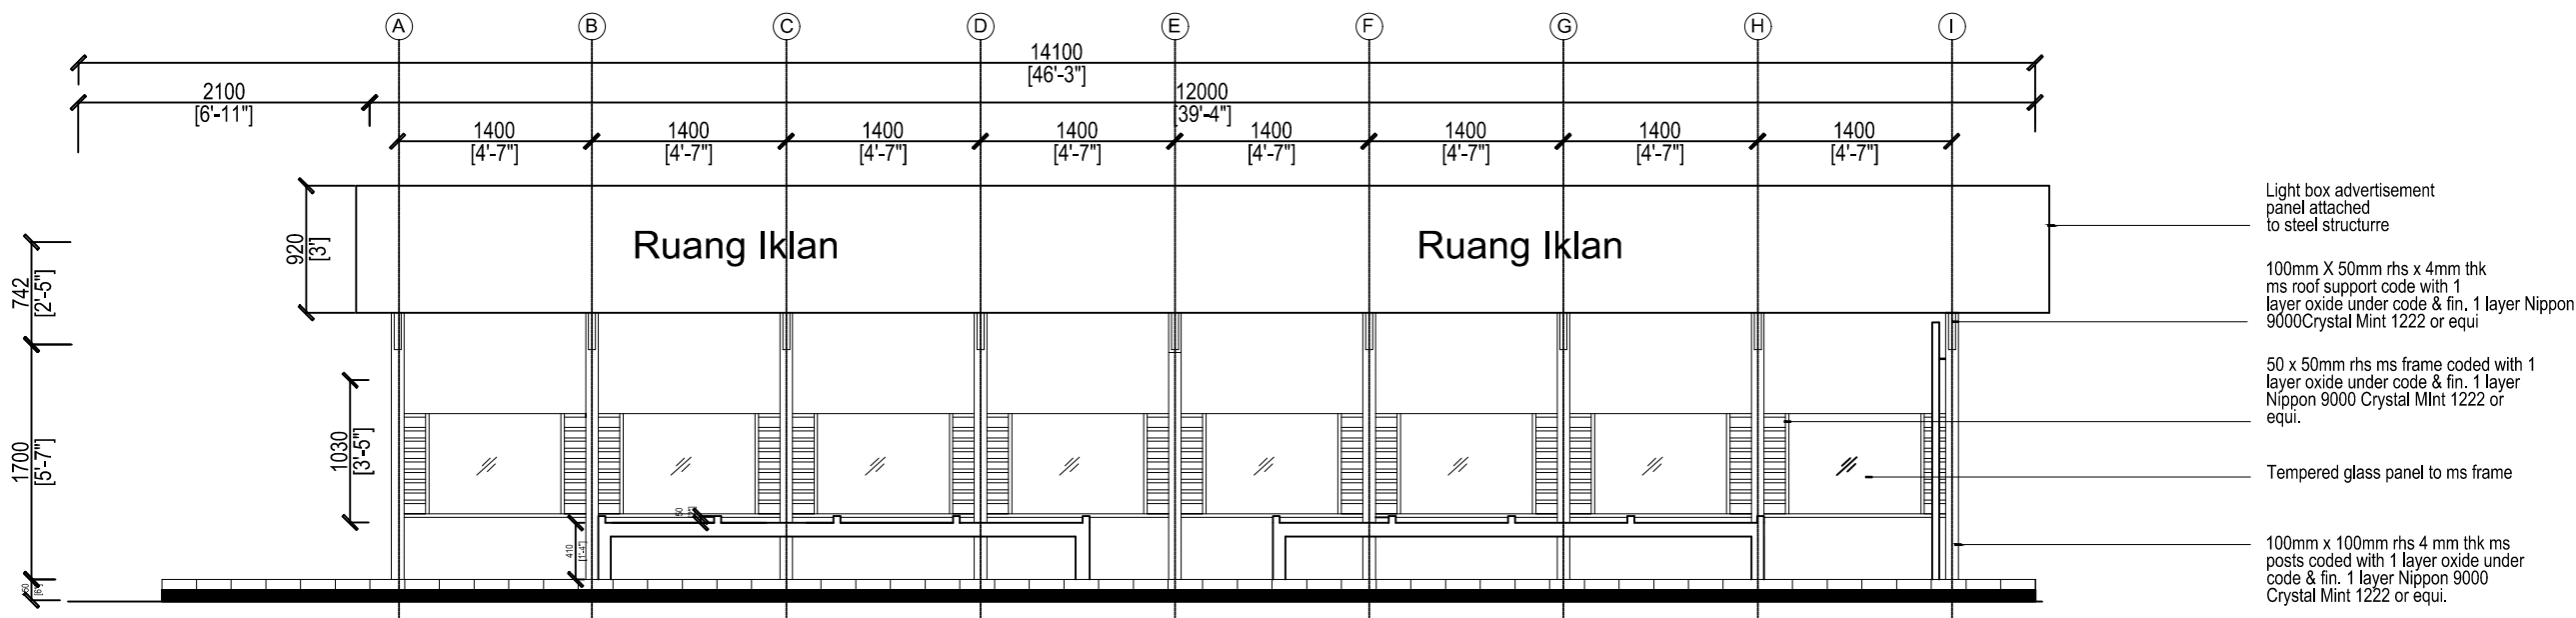 A B C D E F G H I
14100
[46'-3"]
2100 12000
[6'-11"] [39'-4"]
1400 1400 1400 1400 1400 1400 1400 1400
[4'-7"] [4'-7"] [4'-7"] [4'-7"] [4'-7"] [4'-7"] [4'-7"] [4'-7"]
920
[3']
742
[2'-5"]
1700
[5'-7"]
1030
[3'-5"]
Ruang Iklan Ruang Iklan
50
410
[1'-4"]
150
[6"]
Light box advertisement
panel attached
to steel structurre
100mm X 50mm rhs x 4mm thk
ms roof support code with 1
layer oxide under code & fin. 1 layer Nippon
9000Crystal Mint 1222 or equi
50 x 50mm rhs ms frame coded with 1
layer oxide under code & fin. 1 layer
Nippon 9000 Crystal MInt 1222 or
equi.
Tempered glass panel to ms frame
100mm x 100mm rhs 4 mm thk ms
posts coded with 1 layer oxide under
code & fin. 1 layer Nippon 9000
Crystal Mint 1222 or equi.